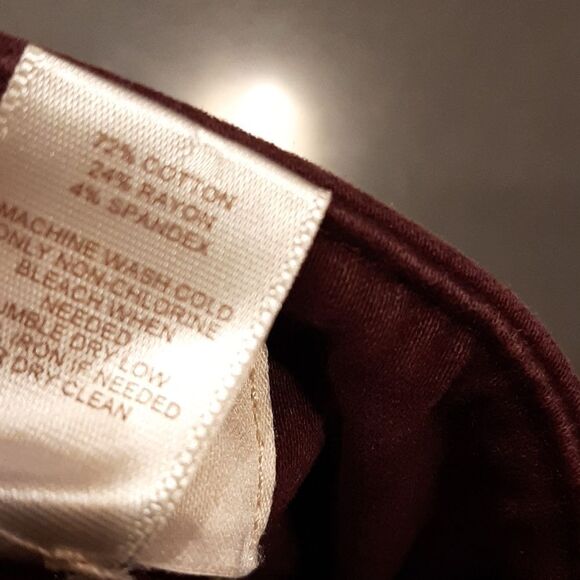 72% COTTON
24% RAYON
4% SPANDEX
MACHINE WASH COLD
ONLY NON-CHLORINE
BLEACH WHEN
NEEDED
UMBLE DRY LOW
IRON IF NEEDED
R DRY CLEAN